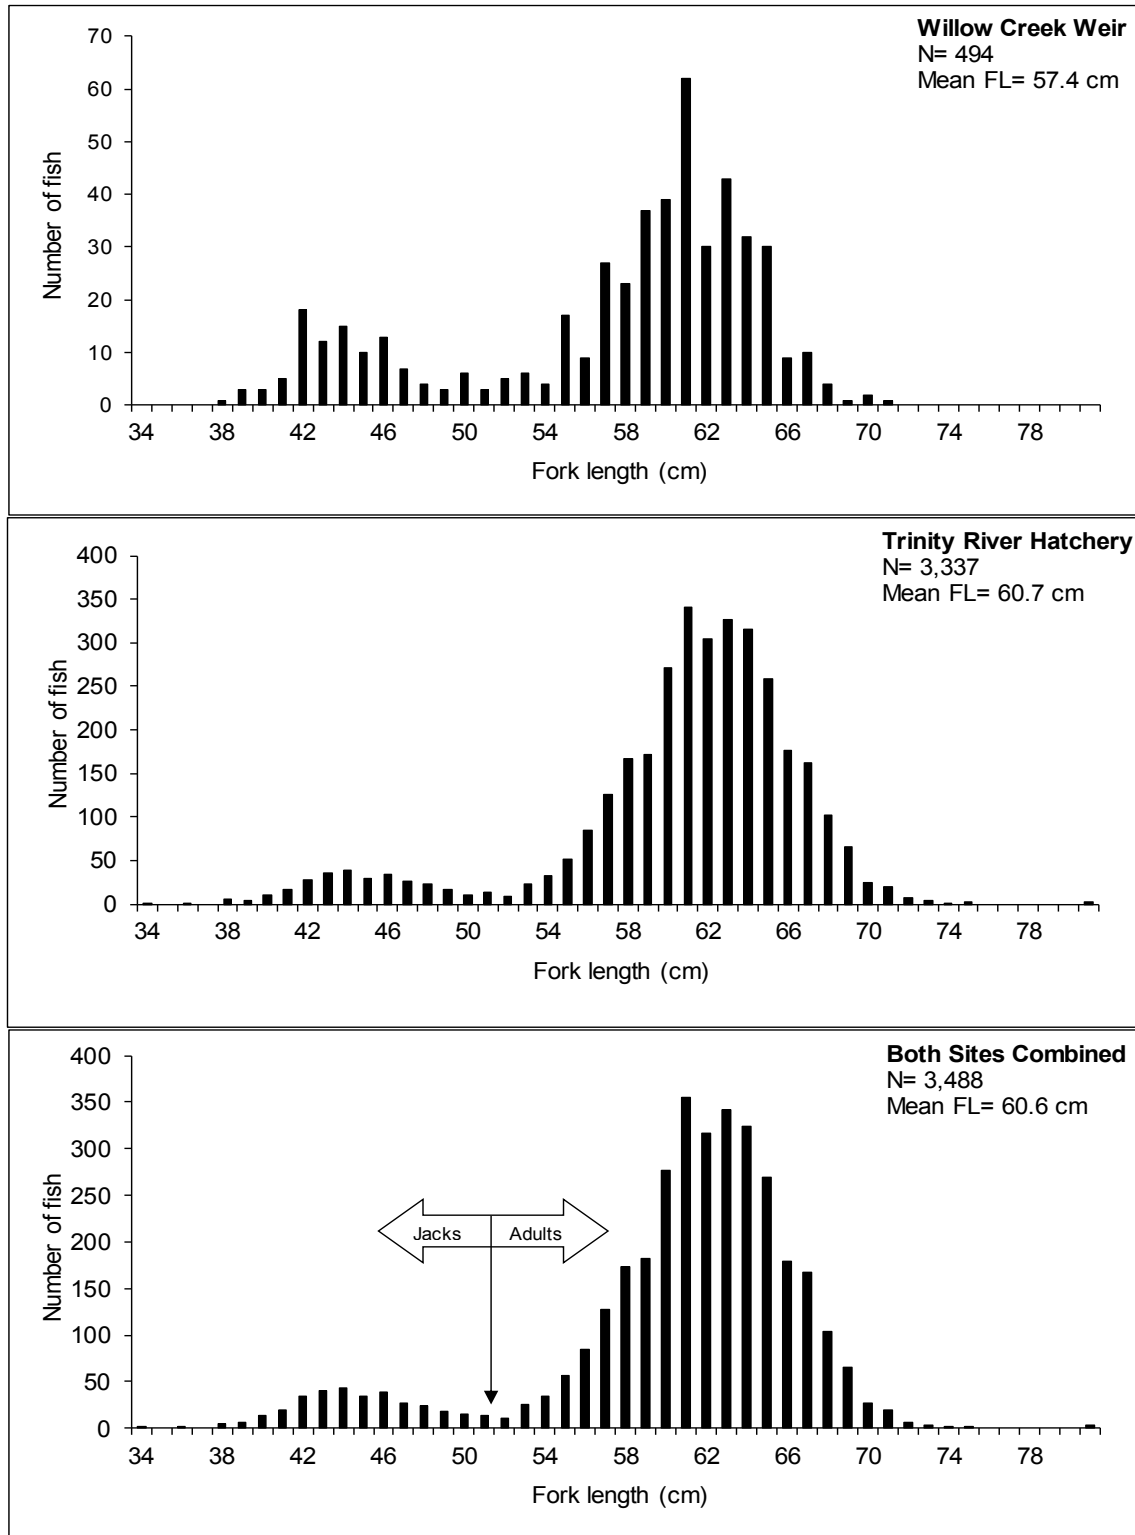 Willow Creek Weir
N= 494
Mean FL= 57.4 cm
70
60
50
40
30
20
10
0
Number of fish
34 38 42 46 50 54 58 62 66 70 74 78
Fork length (cm)
Trinity River Hatchery
N= 3,337
Mean FL= 60.7 cm
400
350
300
250
200
150
100
50
0
Number of fish
34 38 42 46 50 54 58 62 66 70 74 78
Fork length (cm)
Both Sites Combined
N= 3,488
Mean FL= 60.6 cm
400
350
300
250
200
150
100
50
0
Number of fish
Jacks Adults
34 38 42 46 50 54 58 62 66 70 74 78
Fork length (cm)